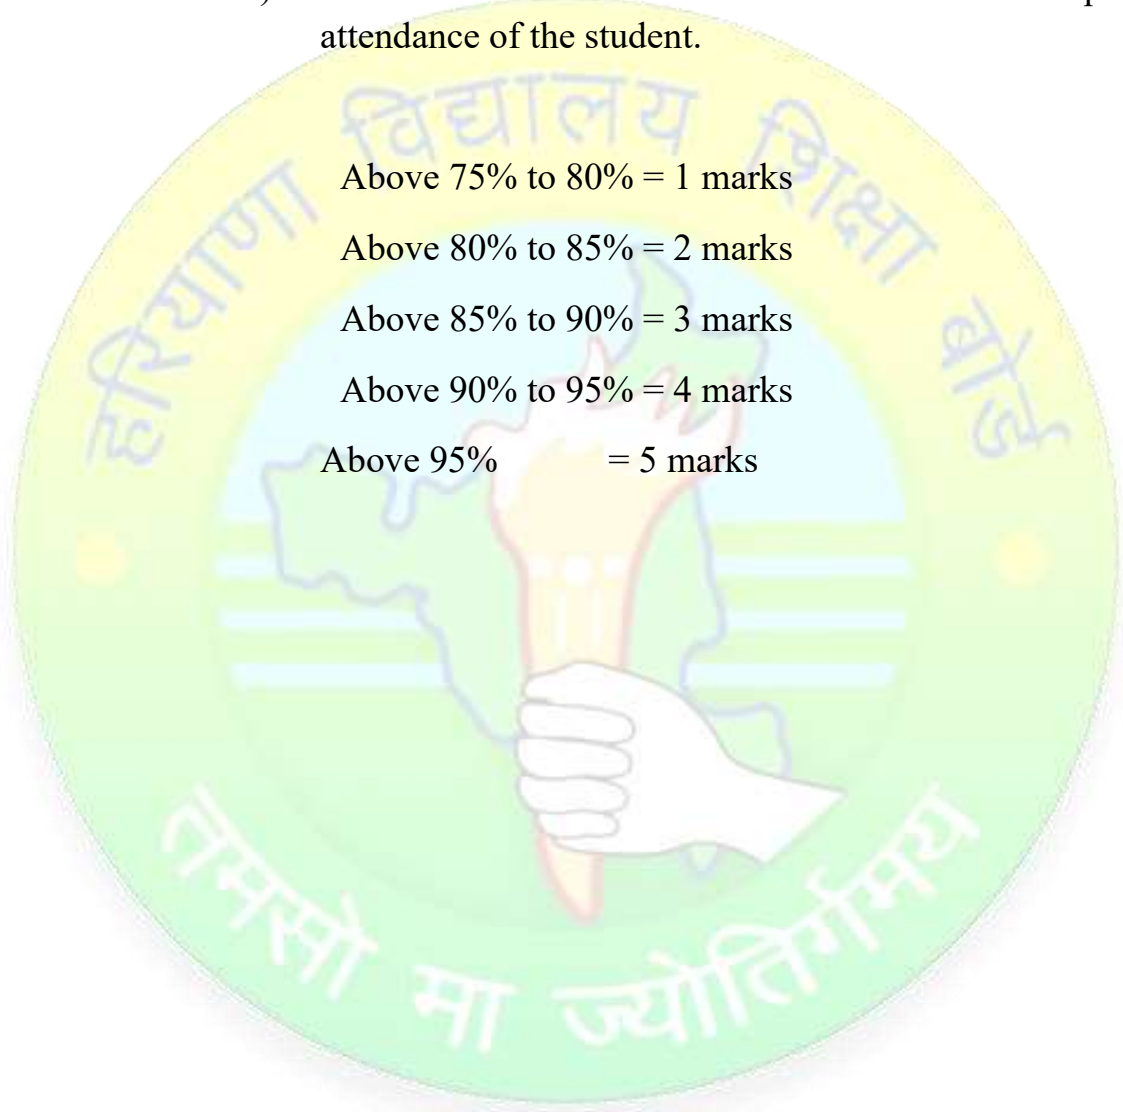 attendance of the student.
विद्यालय
हरियाणा
शिक्षा
बोर्ड
Above 75% to 80% = 1 marks
Above 80% to 85% = 2 marks
Above 85% to 90% = 3 marks
Above 90% to 95% = 4 marks
Above 95% = 5 marks
तमसो मा ज्योतिर्गमय